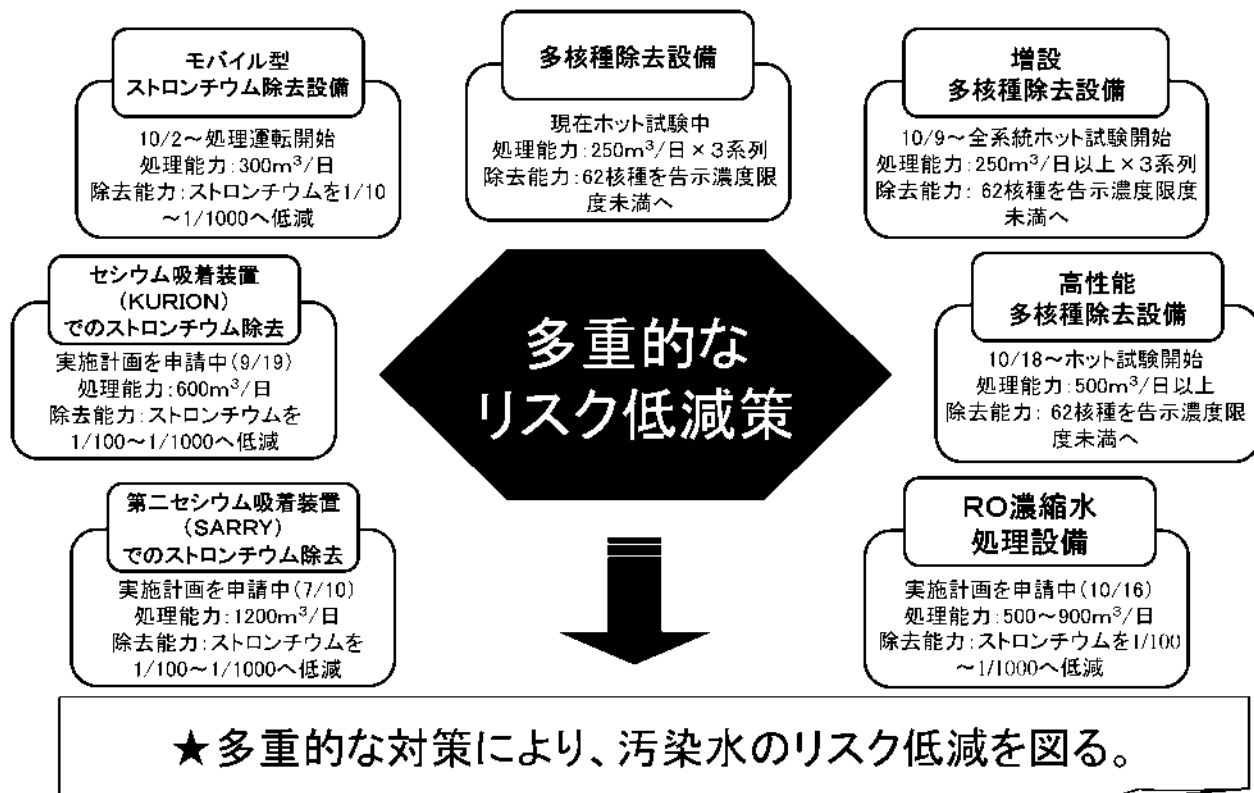 モバイル型
ストロンチウム除去設備
10/2～処理運転開始
処理能力:300m³/日
除去能力:ストロンチウムを1/10
～1/1000へ低減
多核種除去設備
現在ホット試験中
処理能力:250m³/日×3系列
除去能力:62核種を告示濃度限
度未満へ
増設
多核種除去設備
10/9～全系統ホット試験開始
処理能力:250m³/日以上×3系列
除去能力: 62核種を告示濃度限度
未満へ
セシウム吸着装置
(KURION)
でのストロンチウム除去
実施計画を申請中(9/19)
処理能力:600m³/日
除去能力:ストロンチウムを
1/100～1/1000へ低減
多重的な
リスク低減策
高性能
多核種除去設備
10/18～ホット試験開始
処理能力:500m³/日以上
除去能力: 62核種を告示濃度限
度未満へ
第二セシウム吸着装置
(SARRY)
でのストロンチウム除去
実施計画を申請中(7/10)
処理能力:1200m³/日
除去能力:ストロンチウムを
1/100～1/1000へ低減
RO濃縮水
処理設備
実施計画を申請中(10/16)
処理能力:500～900m³/日
除去能力:ストロンチウムを1/100
～1/1000へ低減
★多重的な対策により、汚染水のリスク低減を図る。